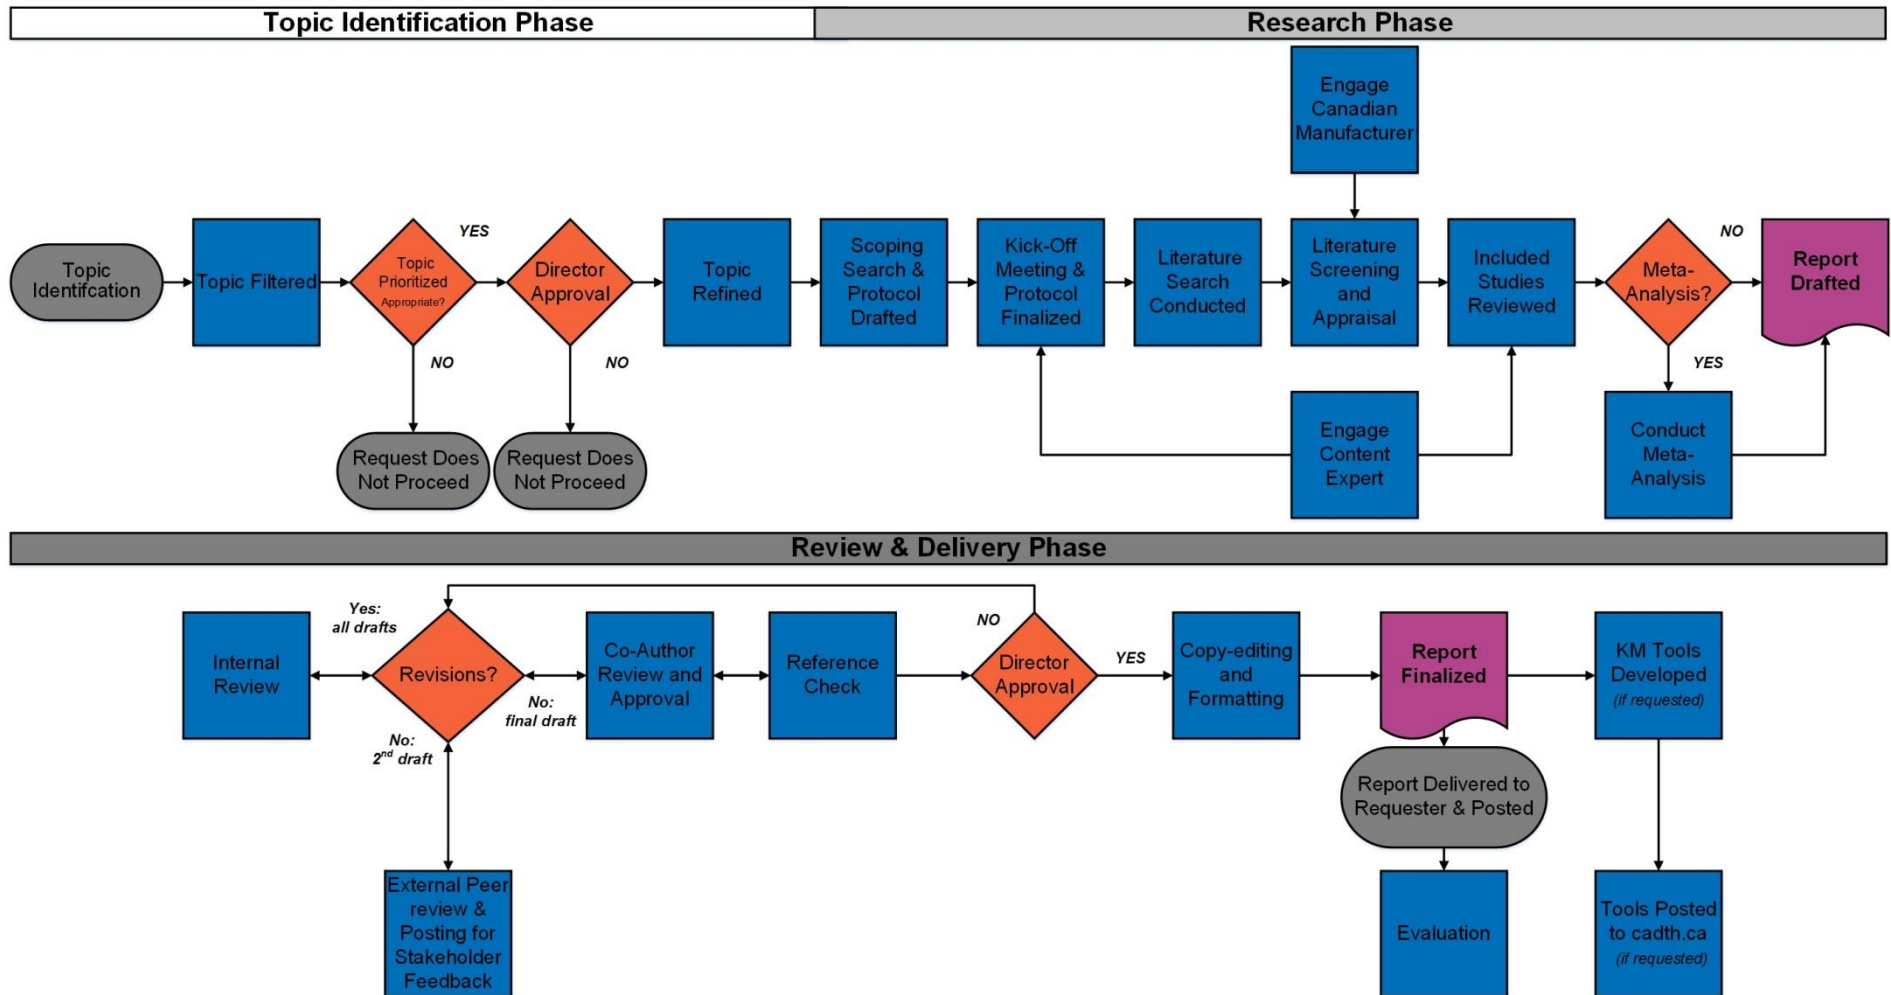 Topic Identification Phase
Research Phase
Engage
Canadian
Manufacturer
Topic
Identifcation
Topic Filtered
Topic
Prioritized
Appropriate?
YES
NO
Request Does
Not Proceed
Director
Approval
NO
Request Does
Not Proceed
Topic
Refined
Scoping
Search &
Protocol
Drafted
Kick-Off
Meeting &
Protocol
Finalized
Literature
Search
Conducted
Literature
Screening
and
Appraisal
Included
Studies
Reviewed
Engage
Content
Expert
Meta-
Analysis?
NO
YES
Conduct
Meta-
Analysis
Report
Drafted
Review & Delivery Phase
Internal
Review
Yes:
all drafts
Revisions?
No:
2nd draft
No:
final draft
External Peer
review &
Posting for
Stakeholder
Feedback
Co-Author
Review and
Approval
Reference
Check
NO
Director
Approval
YES
Copy-editing
and
Formatting
Report
Finalized
Report Delivered to
Requester & Posted
Evaluation
KM Tools
Developed
(if requested)
Tools Posted
to cadth.ca
(if requested)